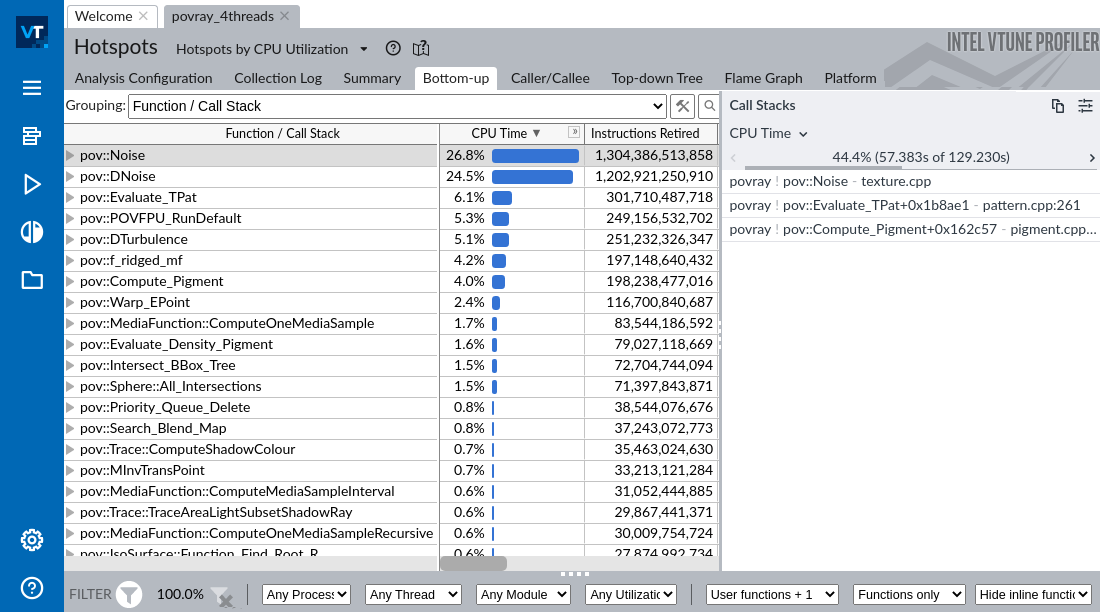 VT
Welcome
povray_4threads
Hotspots Hotspots by CPU Utilization
INTEL VTUNE PROFILER
Analysis Configuration Collection Log Summary Bottom-up Caller/Callee Top-down Tree Flame Graph Platform
Grouping: Function / Call Stack
Function / Call Stack CPU Time Instructions Retired
pov::Noise 26.8% 1,304,386,513,858
pov::DNoise 24.5% 1,202,921,250,910
pov::Evaluate_TPat 6.1% 301,710,487,718
pov::POVFPU_RunDefault 5.3% 249,156,532,702
pov::DTurbulence 5.1% 251,232,326,347
pov::f_ridged_mf 4.2% 197,148,640,432
pov::Compute_Pigment 4.0% 198,238,477,016
pov::Warp_EPoint 2.4% 116,700,840,687
pov::MediaFunction::ComputeOneMediaSample 1.7% 83,544,186,592
pov::Evaluate_Density_Pigment 1.6% 79,027,118,669
pov::Intersect_BBox_Tree 1.5% 72,704,744,094
pov::Sphere::All_Intersections 1.5% 71,397,843,871
pov::Priority_Queue_Delete 0.8% 38,544,076,676
pov::Search_Blend_Map 0.8% 37,243,072,773
pov::Trace::ComputeShadowColour 0.7% 35,463,024,630
pov::MInvTransPoint 0.7% 33,213,121,284
pov::MediaFunction::ComputeMediaSampleInterval 0.6% 31,052,444,885
pov::Trace::TraceAreaLightSubsetShadowRay 0.6% 29,867,441,371
pov::MediaFunction::ComputeOneMediaSampleRecursive 0.6% 30,009,754,724
pov::IsoSurface::Function_Find_Root_R 0.6% 27,874,992,734
Call Stacks
CPU Time
44.4% (57.383s of 129.230s)
povray ! pov::Noise - texture.cpp
povray ! pov::Evaluate_TPat+0x1b8ae1 - pattern.cpp:261
povray ! pov::Compute_Pigment+0x162c57 - pigment.cpp...
FILTER 100.0% Any Process Any Thread Any Module Any Utilizatic User functions + 1 Functions only Hide inline functic